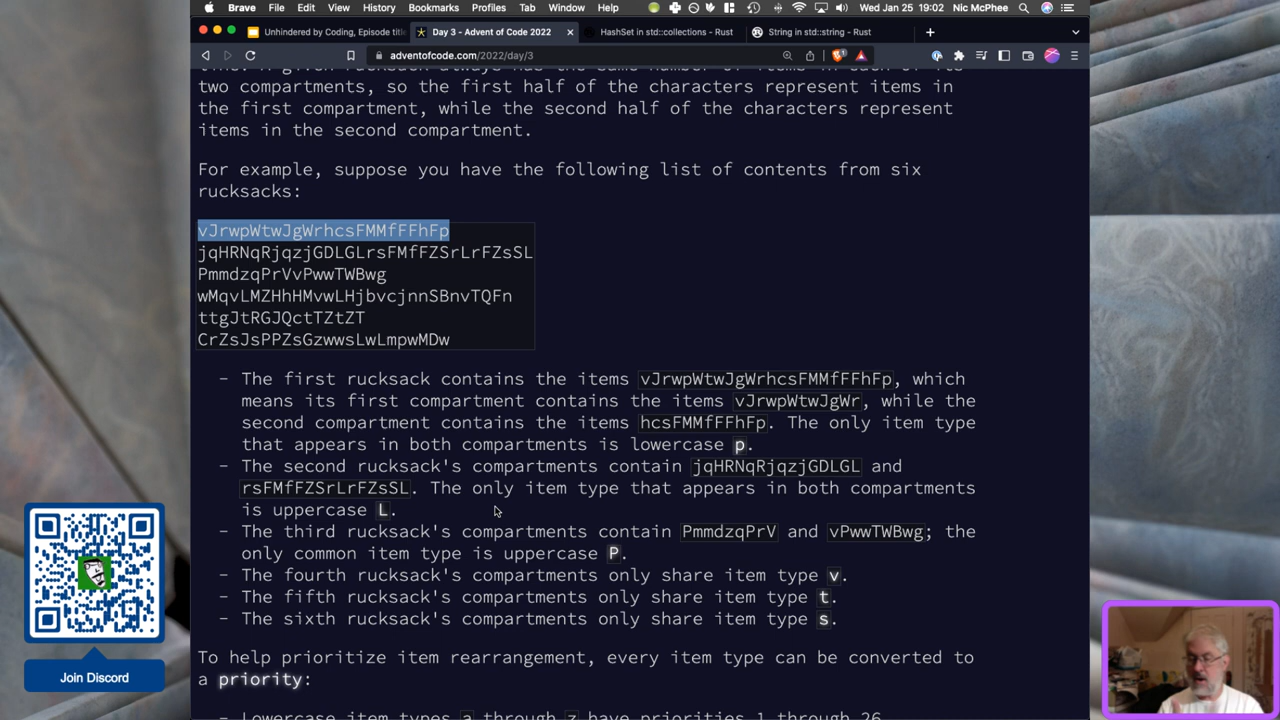 Brave File Edit View History Bookmarks Profiles Tab Window Help Wed Jan 25 19:02 Nic McPhee
Unhindered by Coding, Episode title
Day 3 - Advent of Code 2022
HashSet in std::collections - Rust
String in std::string - Rust
adventofcode.com/2022/day/3
two compartments, so the first half of the characters represent items in
the first compartment, while the second half of the characters represent
items in the second compartment.
For example, suppose you have the following list of contents from six
rucksacks:
vJrwpWtwJgWrhcsFMMfFFhFp
jqHRNqRjqzjGDLGLrsFMfFZSrLrFZsSL
PmmdzqPrVvPwwTWBwg
wMqvLMZHhHMvwLHjbvcjnnSBnvTQFn
ttgJtRGJQctTZtZT
CrZsJsPPZsGzwwsLwLmpwMDw
- The first rucksack contains the items vJrwpWtwJgWrhcsFMMfFFhFp, which
means its first compartment contains the items vJrwpWtwJgWr, while the
second compartment contains the items hcsFMMfFFhFp. The only item type
that appears in both compartments is lowercase p.
- The second rucksack's compartments contain jqHRNqRjqzjGDLGL and
rsFMfFZSrLrFZsSL. The only item type that appears in both compartments
is uppercase L.
- The third rucksack's compartments contain PmmdzqPrV and vPwwTWBwg; the
only common item type is uppercase P.
- The fourth rucksack's compartments only share item type v.
- The fifth rucksack's compartments only share item type t.
- The sixth rucksack's compartments only share item type s.
To help prioritize item rearrangement, every item type can be converted to
a priority:
- Lowercase item types a through z have priorities 1 through 26.
Join Discord